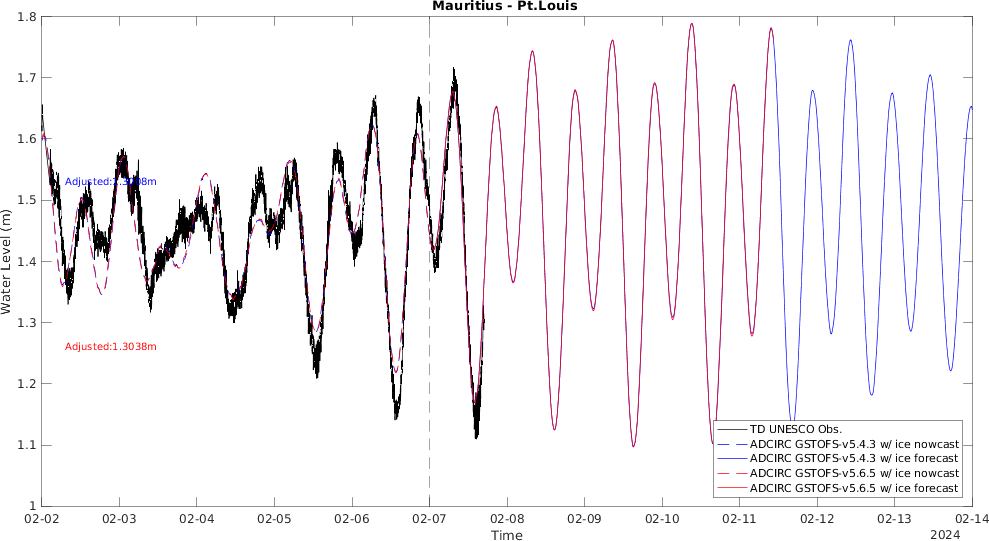 Mauritius - Pt.Louis
Water Level (m)
1.8
1.7
1.6
1.5
1.4
1.3
1.2
1.1
1
Adjusted:1.3008m
Adjusted:1.3038m
TD UNESCO Obs.
ADCIRC GSTOFS-v5.4.3 w/ ice nowcast
ADCIRC GSTOFS-v5.4.3 w/ ice forecast
ADCIRC GSTOFS-v5.6.5 w/ ice nowcast
ADCIRC GSTOFS-v5.6.5 w/ ice forecast
02-02 02-03 02-04 02-05 02-06 02-07 02-08 02-09 02-10 02-11 02-12 02-13 02-14
Time
2024